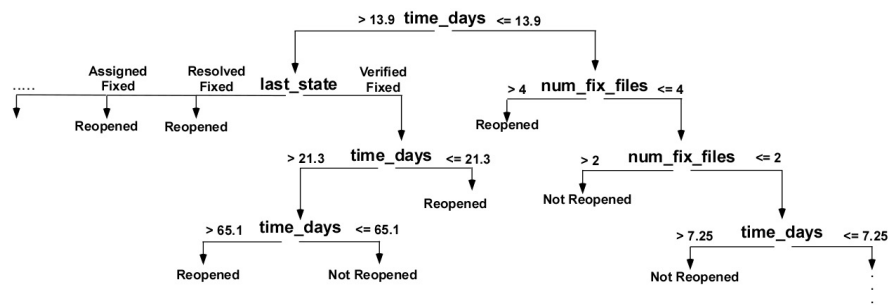 > 13.9 time_days <= 13.9
..... Assigned Fixed Resolved Fixed last_state Verified Fixed
> 4 num_fix_files <= 4
Reopened Reopened
Reopened
> 21.3 time_days <= 21.3
> 2 num_fix_files <= 2
Reopened
Not Reopened
> 65.1 time_days <= 65.1
> 7.25 time_days <= 7.25
Reopened Not Reopened
Not Reopened